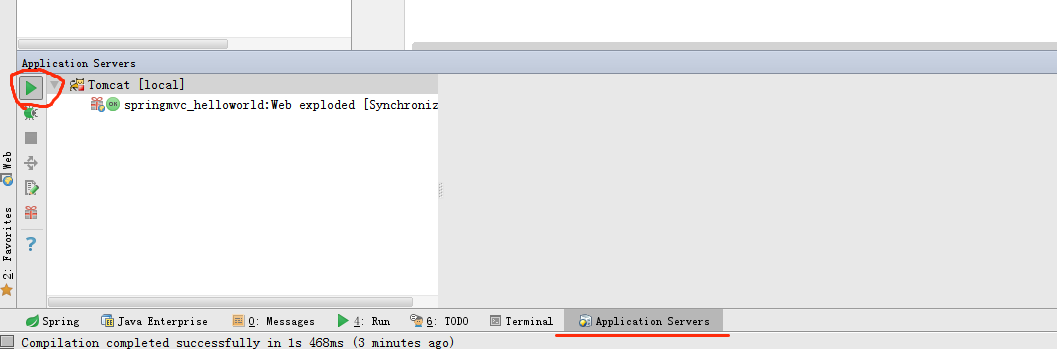 Application Servers
Tomcat [local]
OK springmvc_helloworld:Web exploded [Synchroniz
Web
2: Favorites
?
Spring Java Enterprise 0: Messages 4: Run 6: TODO Terminal Application Servers
Compilation completed successfully in 1s 468ms (3 minutes ago)